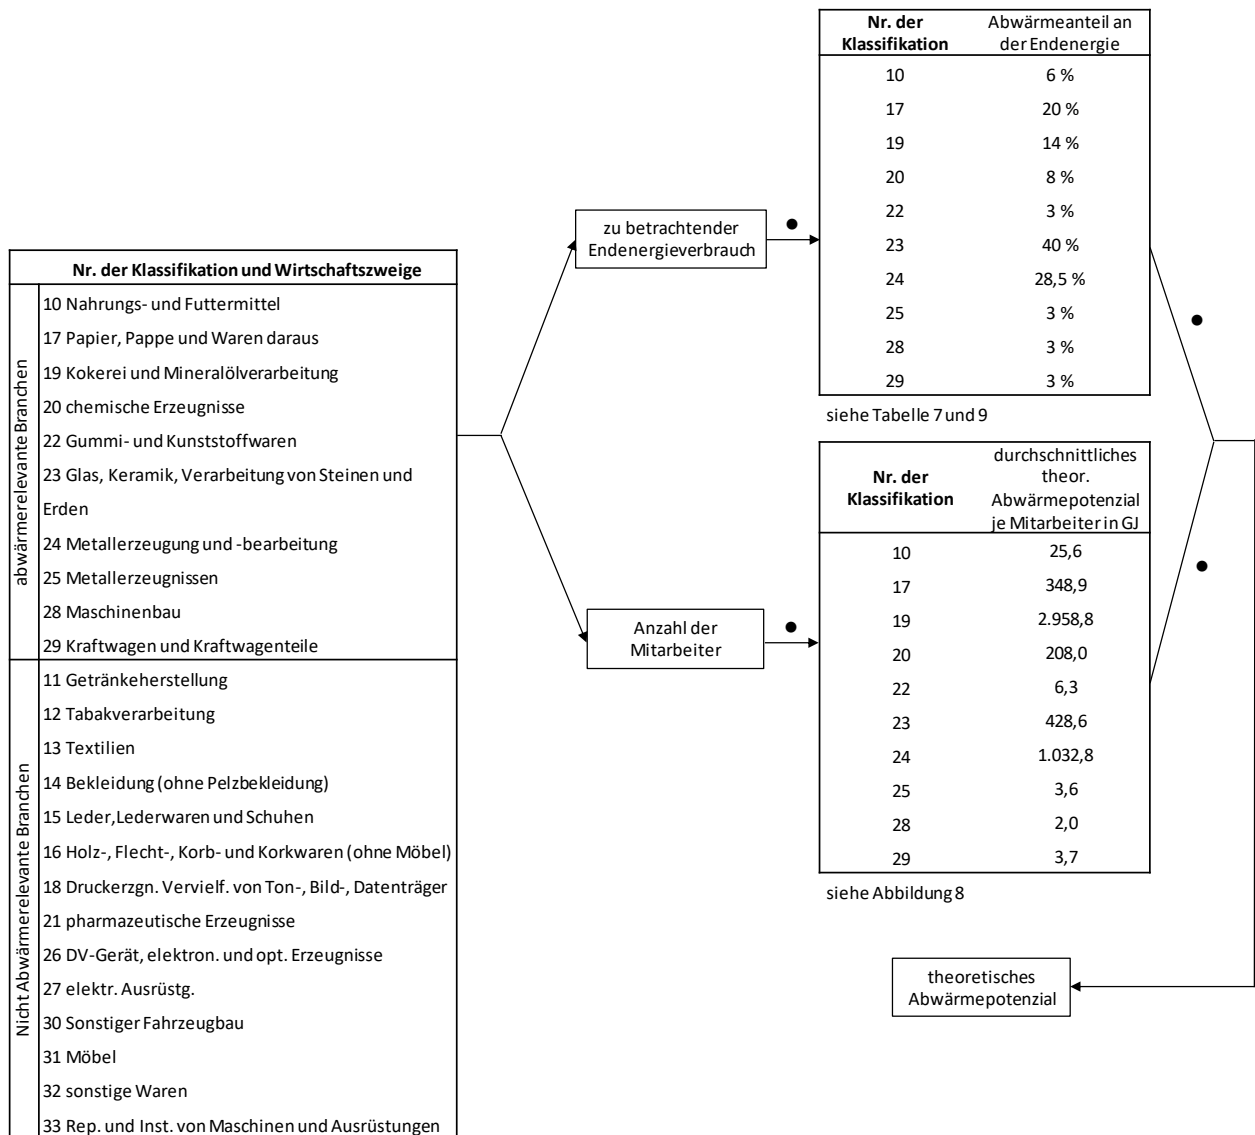 Nr. der Klassifikation und Wirtschaftszweige
abwärmerelevante Branchen
10 Nahrungs- und Futtermittel
17 Papier, Pappe und Waren daraus
19 Kokerei und Mineralölverarbeitung
20 chemische Erzeugnisse
22 Gummi- und Kunststoffwaren
23 Glas, Keramik, Verarbeitung von Steinen und
Erden
24 Metallerzeugung und -bearbeitung
25 Metallerzeugnissen
28 Maschinenbau
29 Kraftwagen und Kraftwagenteile
Nicht Abwärmerelevante Branchen
11 Getränkeherstellung
12 Tabakverarbeitung
13 Textilien
14 Bekleidung (ohne Pelzbekleidung)
15 Leder,Lederwaren und Schuhen
16 Holz-, Flecht-, Korb- und Korkwaren (ohne Möbel)
18 Druckerzgn. Vervielf. von Ton-, Bild-, Datenträger
21 pharmazeutische Erzeugnisse
26 DV-Gerät, elektron. und opt. Erzeugnisse
27 elektr. Ausrüstg.
30 Sonstiger Fahrzeugbau
31 Möbel
32 sonstige Waren
33 Rep. und Inst. von Maschinen und Ausrüstungen
zu betrachtender
Endenergieverbrauch
Anzahl der
Mitarbeiter
Nr. der Abwärmeanteil an
Klassifikation der Endenergie
10 6 %
17 20 %
19 14 %
20 8 %
22 3 %
23 40 %
24 28,5 %
25 3 %
28 3 %
29 3 %
siehe Tabelle 7 und 9
Nr. der
Klassifikation
durchschnittliches
theor.
Abwärmepotenzial
je Mitarbeiter in GJ
10 25,6
17 348,9
19 2.958,8
20 208,0
22 6,3
23 428,6
24 1.032,8
25 3,6
28 2,0
29 3,7
siehe Abbildung 8
theoretisches
Abwärmepotenzial